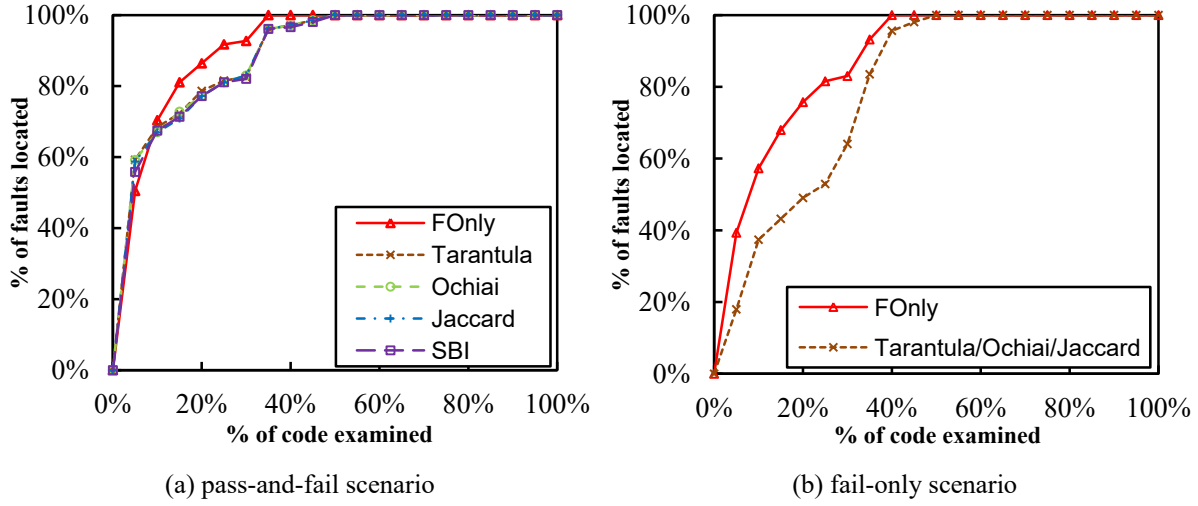 100%
80%
60%
40%
20%
0%
% of faults located
FOnly
Tarantula
Ochiai
Jaccard
SBI
0% 20% 40% 60% 80% 100%
% of code examined
(a) pass-and-fail scenario
100%
80%
60%
40%
20%
0%
% of faults located
FOnly
Tarantula/Ochiai/Jaccard
0% 20% 40% 60% 80% 100%
% of code examined
(b) fail-only scenario